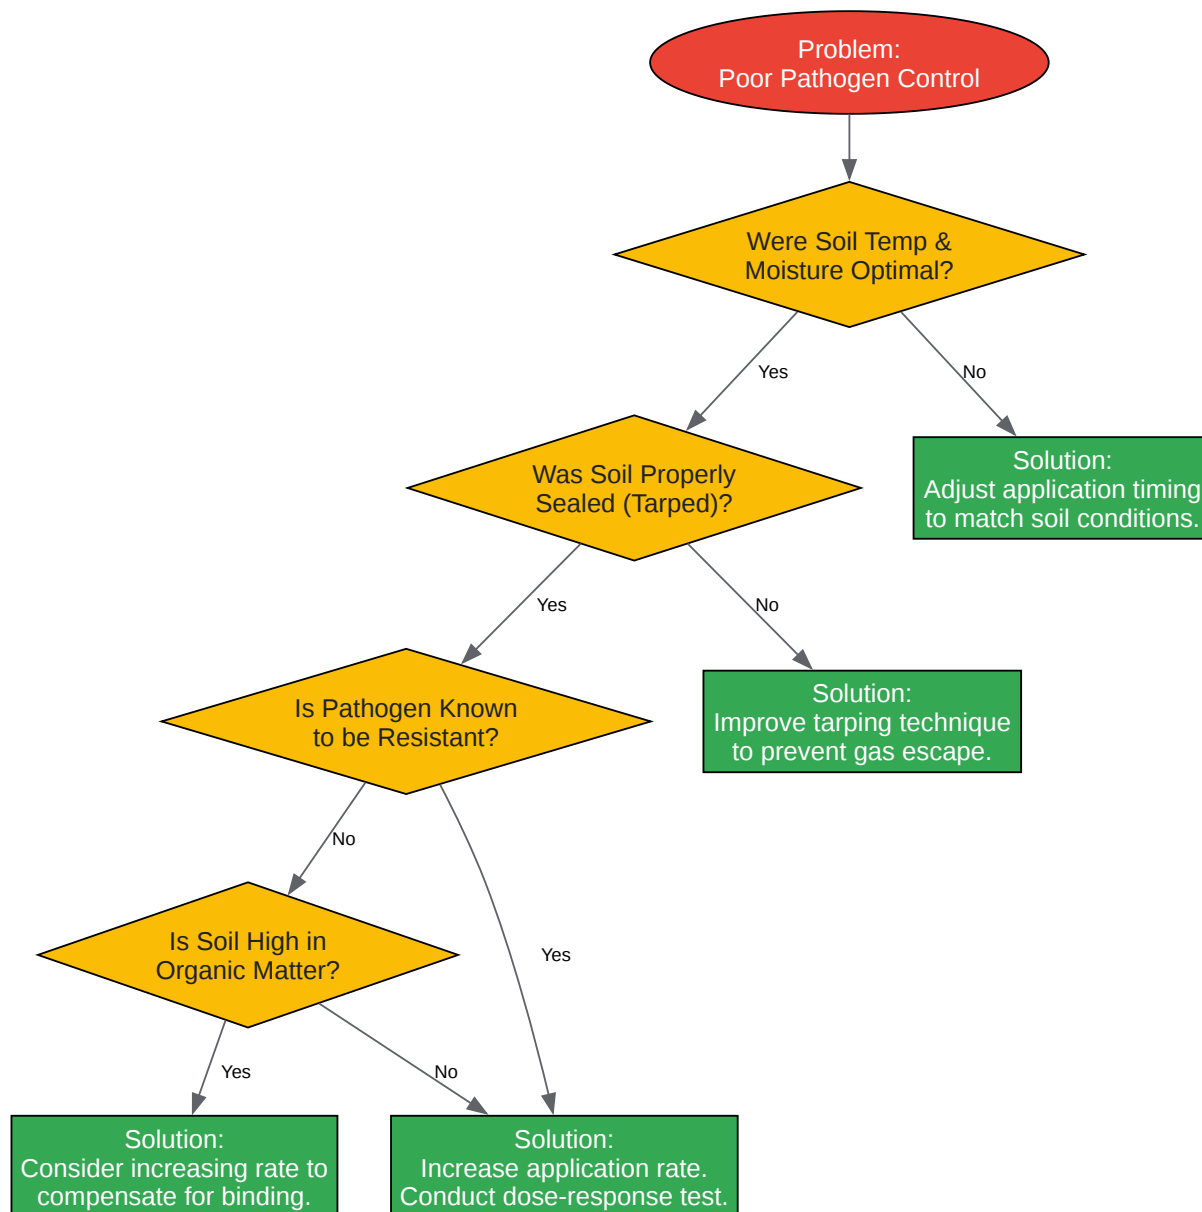 Problem:
Poor Pathogen Control
Were Soil Temp &
Moisture Optimal?
Yes
No
Was Soil Properly
Sealed (Tarped)?
Solution:
Adjust application timing
to match soil conditions.
Yes
No
Is Pathogen Known
to be Resistant?
Solution:
Improve tarping technique
to prevent gas escape.
No
Yes
Is Soil High in
Organic Matter?
Yes
No
Solution:
Consider increasing rate to
compensate for binding.
Solution:
Increase application rate.
Conduct dose-response test.